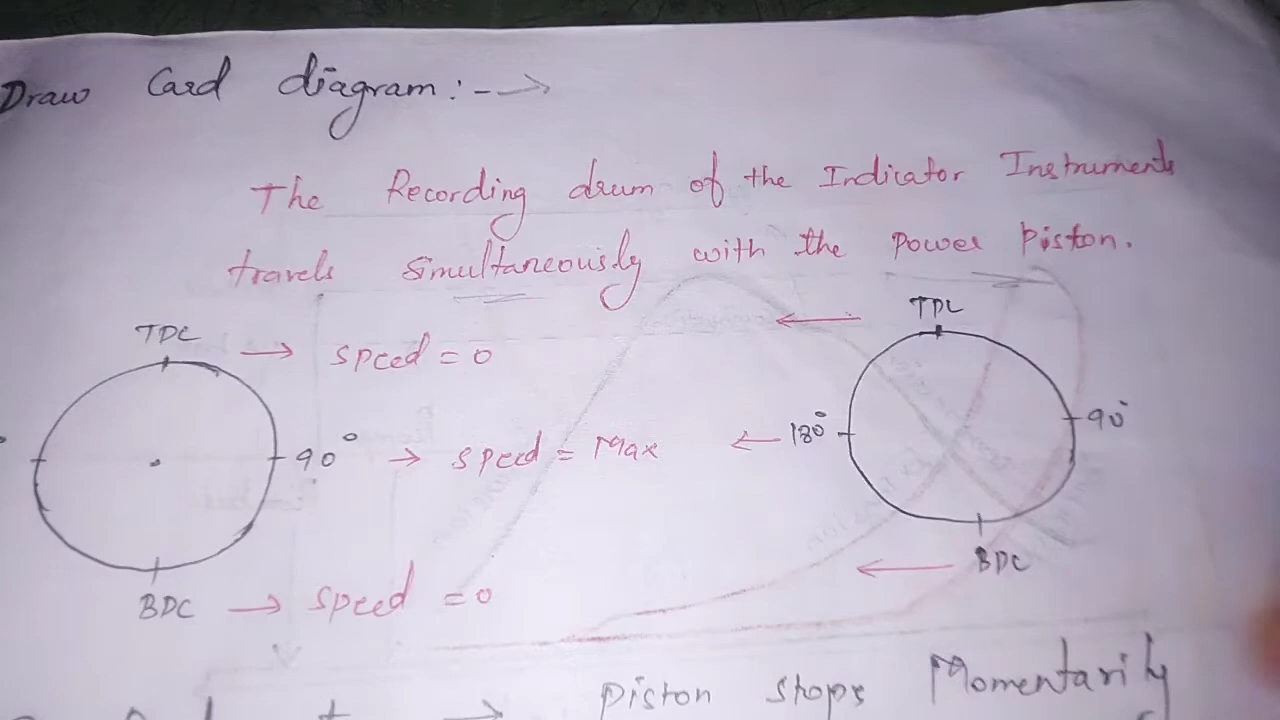 Draw Card diagram:- →
The Recording drum of the Indicator Instruments
travels simultaneously with the power piston.
TDC → speed = 0
90° → speed = Max
BDC → speed = 0
← TDC
← 180° 90°
← BDC
piston stops Momentarily